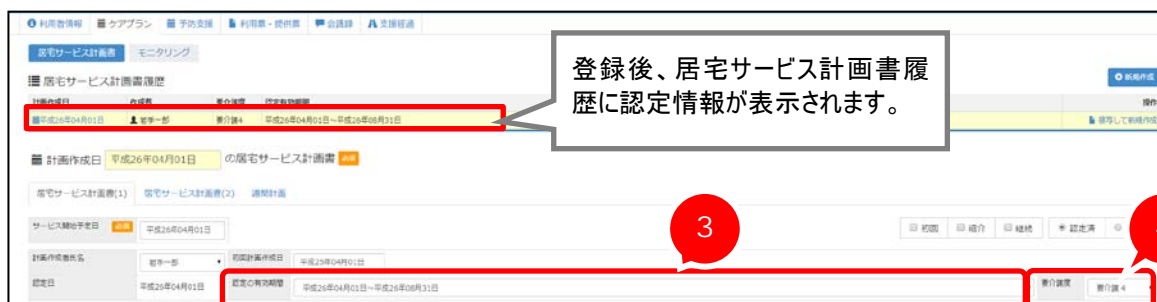 利用者情報 ケアプラン 予防支援 利用票・提供票 会議録 支援経過
居宅サービス計画書 モニタリング
居宅サービス計画書履歴
新規作成
計画作成日 作成者 要介護度 認定有効期間 操作
平成26年04月01日 岩手一郎 要介護4 平成26年04月01日~平成26年08月31日 複写して新規作成
登録後、居宅サービス計画書履
歴に認定情報が表示されます。
計画作成日 平成26年04月01日 の居宅サービス計画書 必須
居宅サービス計画書(1) 居宅サービス計画書(2) 週間計画
サービス開始予定日 必須 平成26年04月01日 初回 紹介 継続 認定済
3
計画作成者氏名 岩手一郎 初回計画作成日 平成25年04月01日
認定日 平成26年04月01日 認定の有効期間 平成26年04月01日~平成26年08月31日 要介護度 要介護4